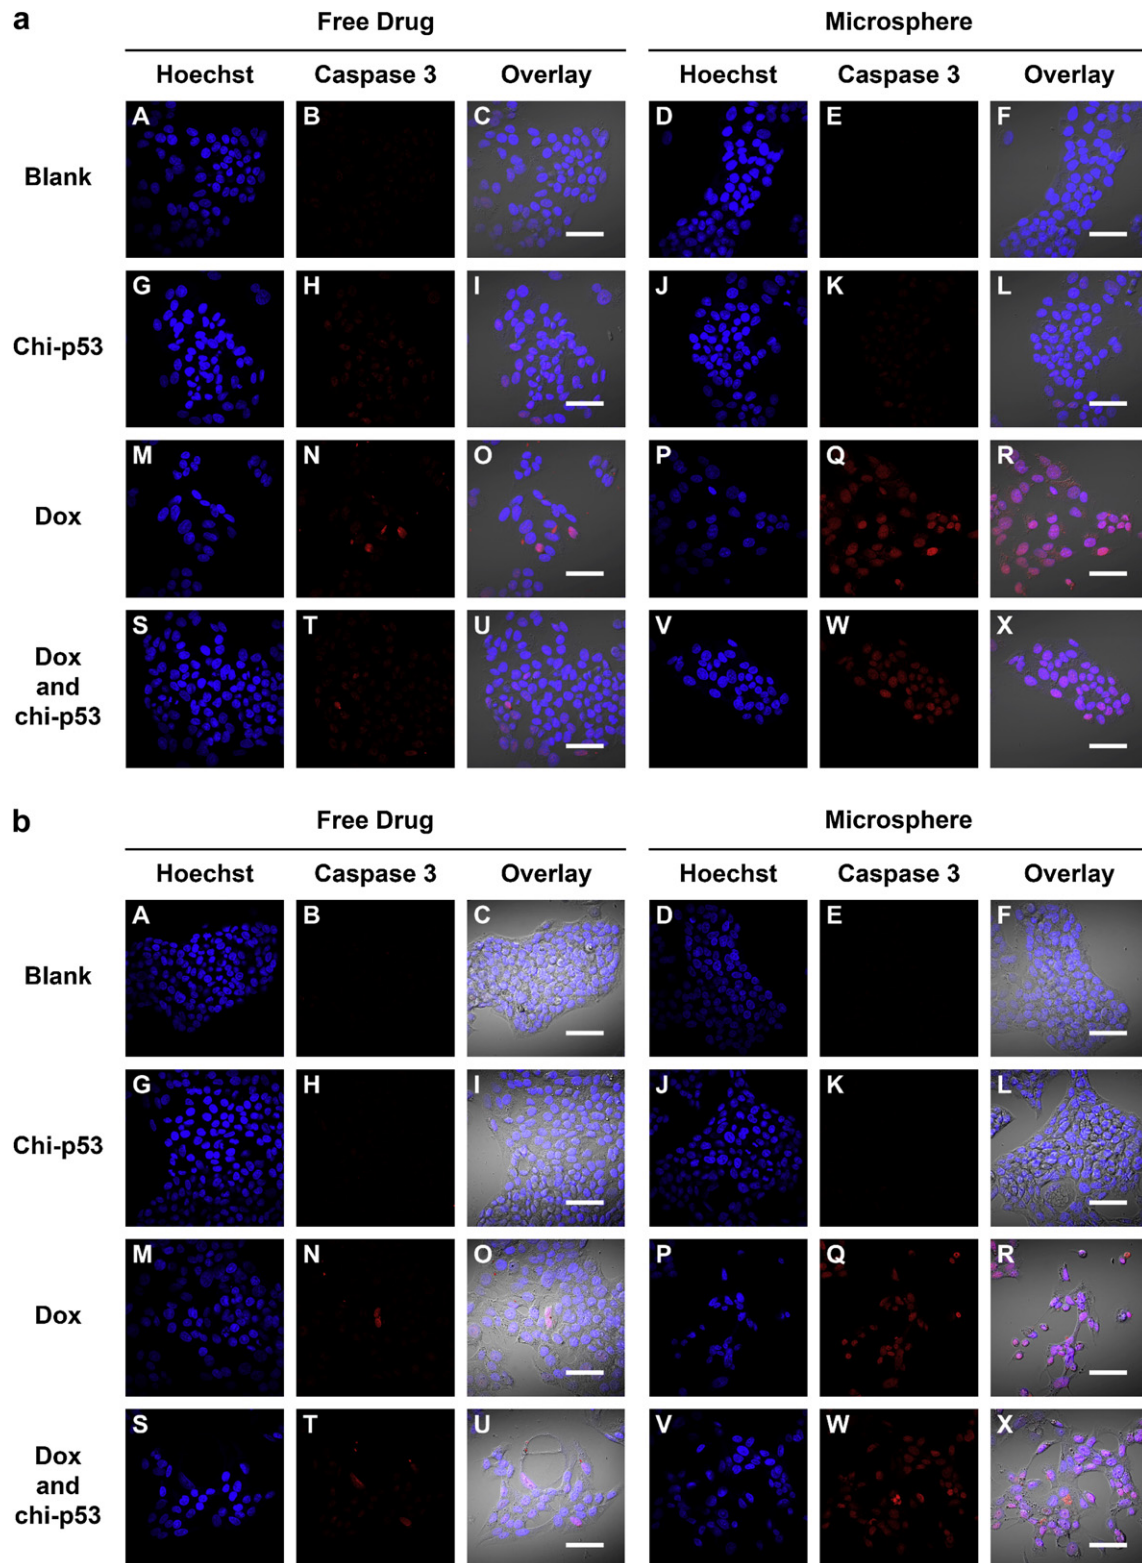 a
Free Drug Microsphere
Hoechst Caspase 3 Overlay Hoechst Caspase 3 Overlay
A B C D E F
Blank
G H I J K L
Chi-p53
M N O P Q R
Dox
S T U V W X
Dox
and
chi-p53
b
Free Drug Microsphere
Hoechst Caspase 3 Overlay Hoechst Caspase 3 Overlay
A B C D E F
Blank
G H I J K L
Chi-p53
M N O P Q R
Dox
S T U V W X
Dox
and
chi-p53